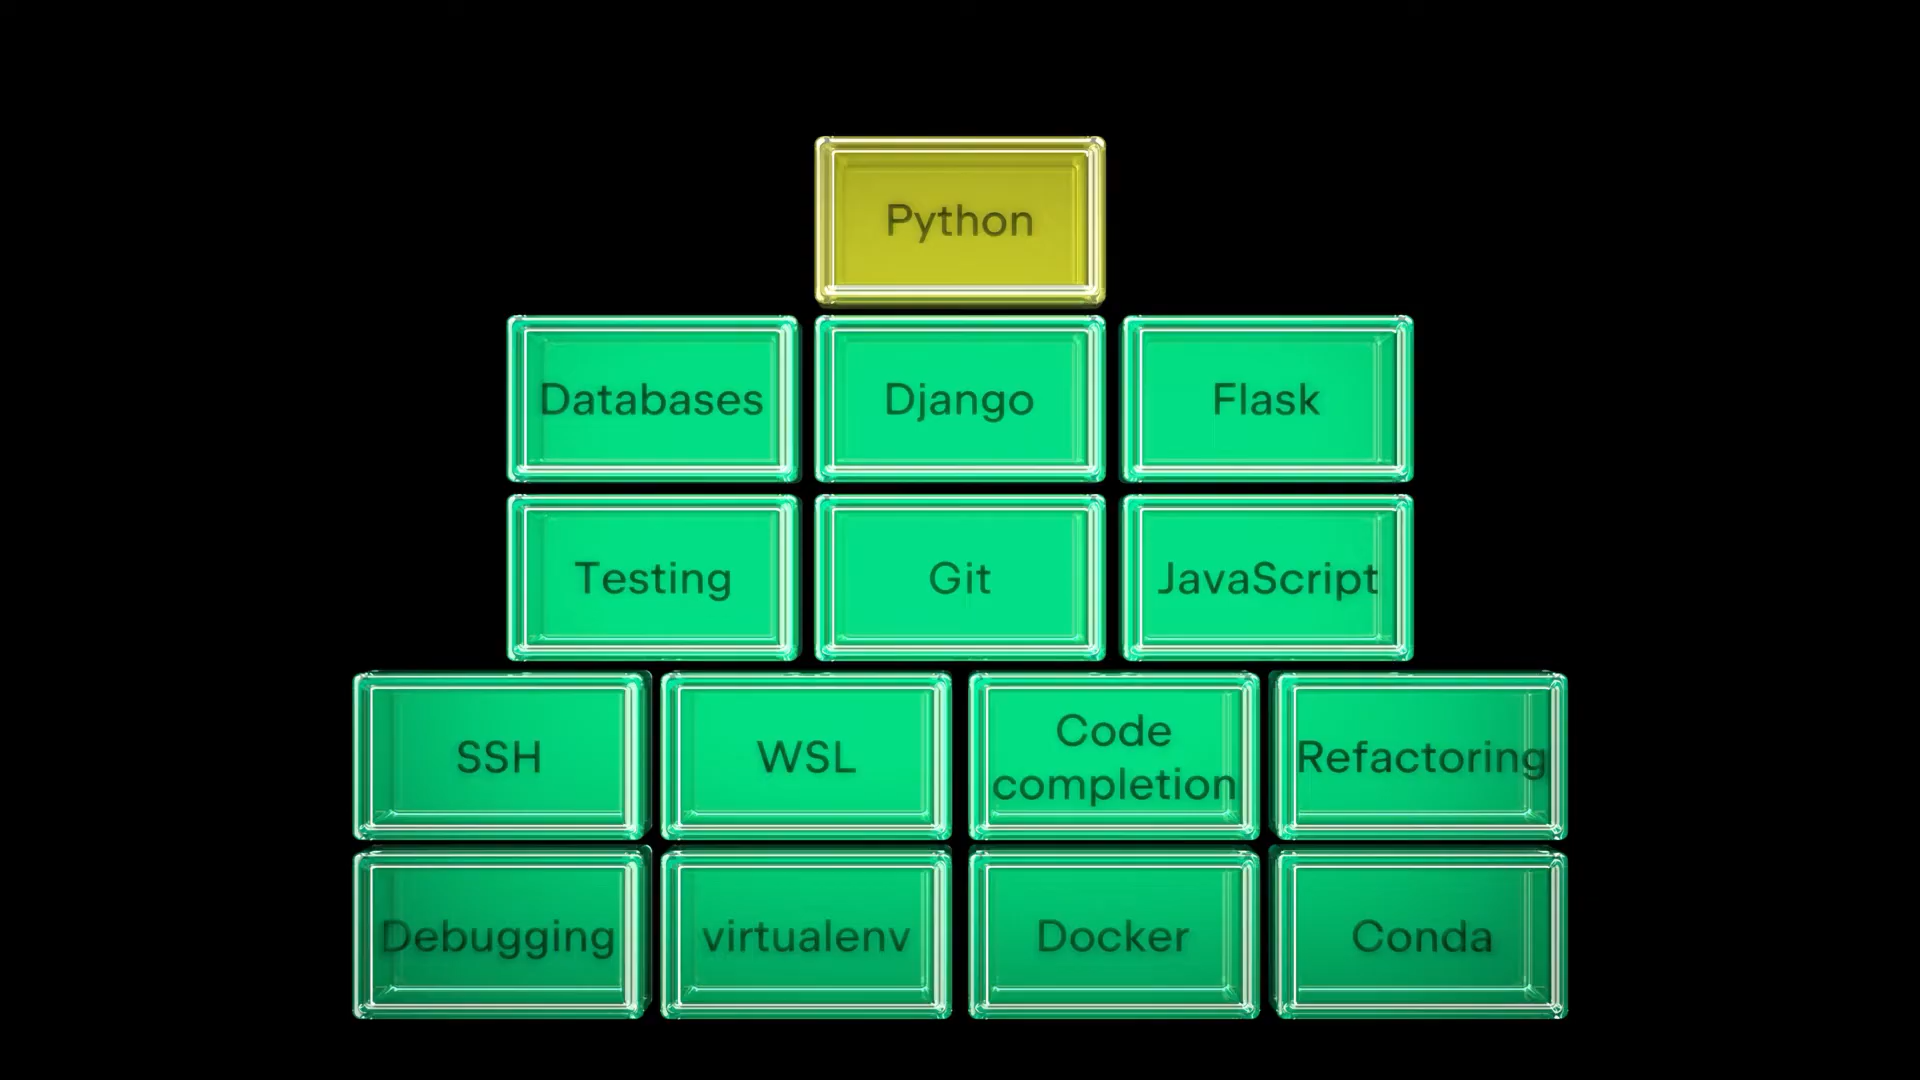 Python
Databases
Django
Flask
Testing
Git
JavaScript
SSH
WSL
Code
completion
Refactoring
Debugging
virtualenv
Docker
Conda